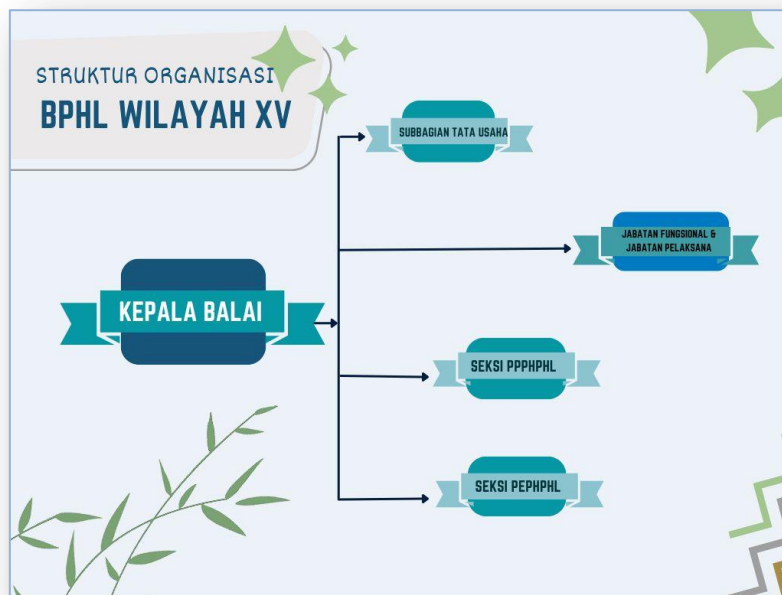 STRUKTUR ORGANISASI
BPHL WILAYAH XV
SUBBAGIAN TATA USAHA
JABATAN FUNGSIONAL &
JABATAN PELAKSANA
KEPALA BALAI
SEKSI PPPHPHL
SEKSI PEPHPHL